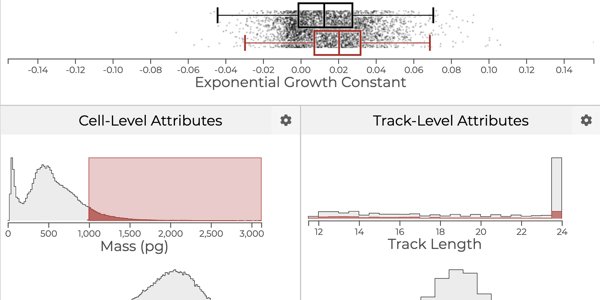 -0.14 -0.12 -0.10 -0.08 -0.06 -0.04 -0.02 0.00 0.02 0.04 0.06 0.08 0.10 0.12 0.14
Exponential Growth Constant
Cell-Level Attributes Track-Level Attributes
0 500 1,000 1,500 2,000 2,500 3,000 12 14 16 18 20 22 24
Mass (pg) Track Length